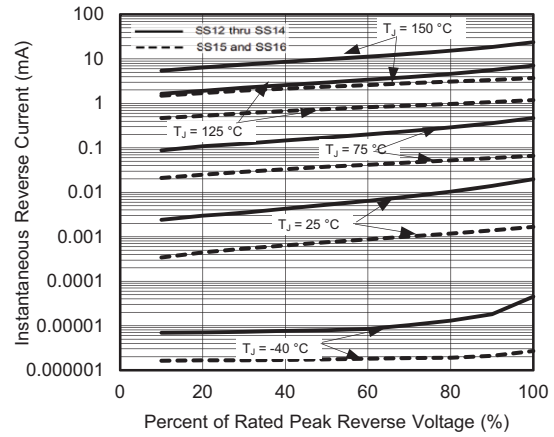 Instantaneous Reverse Current (mA)
100
10
1
0.1
0.01
0.001
0.0001
0.00001
0.000001
SS12 thru SS14
SS15 and SS16
TJ = 150 °C
TJ = 125 °C
TJ = 75 °C
TJ = 25 °C
TJ = -40 °C
0 20 40 60 80 100
Percent of Rated Peak Reverse Voltage (%)